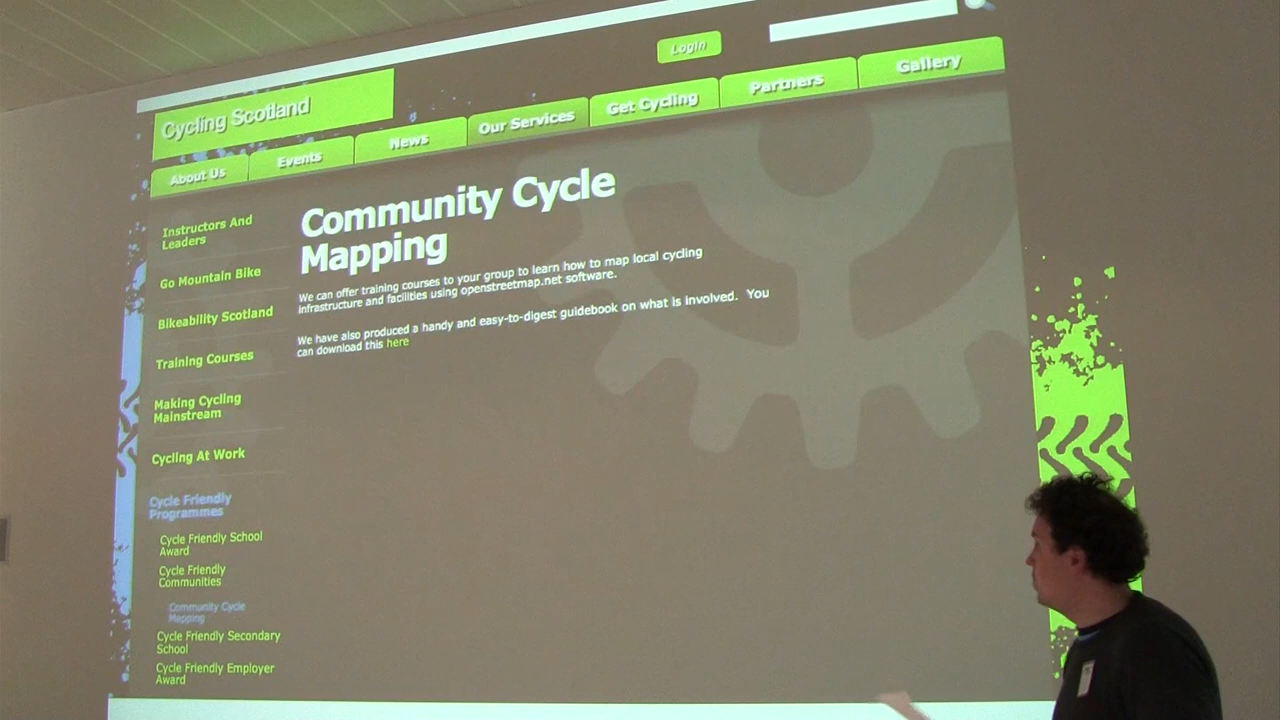 Login
Cycling Scotland
About Us
Events
News
Our Services
Get Cycling
Partners
Gallery
Instructors And
Leaders
Go Mountain Bike
Bikeability Scotland
Training Courses
Making Cycling
Mainstream
Cycling At Work
Cycle Friendly
Programmes
Cycle Friendly School
Award
Cycle Friendly
Communities
Community Cycle
Mapping
Cycle Friendly Secondary
School
Cycle Friendly Employer
Award
Community Cycle
Mapping
We can offer training courses to your group to learn how to map local cycling
infrastructure and facilities using openstreetmap.net software.
We have also produced a handy and easy-to-digest guidebook on what is involved. You
can download this here